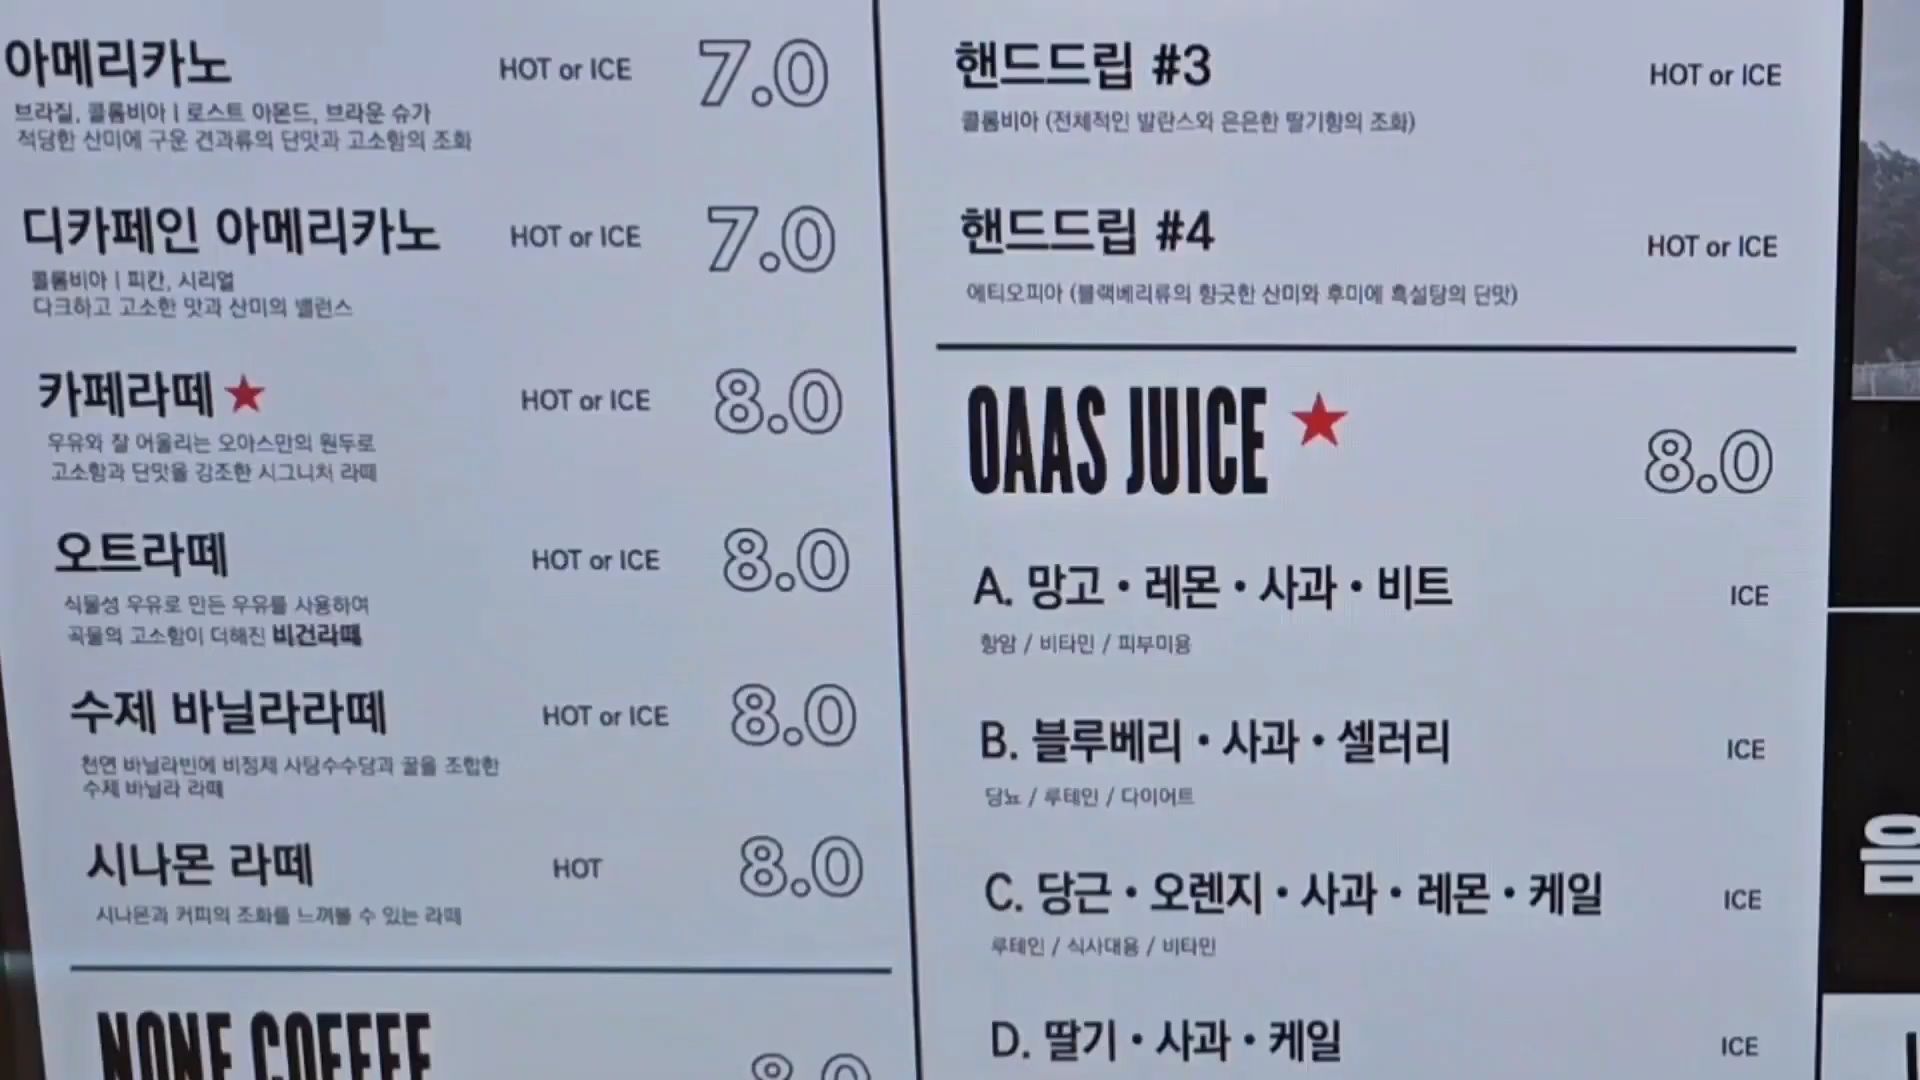 아메리카노 HOT or ICE 7.0
브라질, 콜롬비아 | 로스트 아몬드, 브라운 슈가
적당한 산미에 구운 견과류의 단맛과 고소함의 조화
디카페인 아메리카노 HOT or ICE 7.0
콜롬비아 | 피칸, 시리얼
다크하고 고소한 맛과 산미의 밸런스
카페라떼 ★ HOT or ICE 8.0
우유와 잘 어울리는 오아스만의 원두로
고소함과 단맛을 강조한 시그니처 라떼
오트라떼 HOT or ICE 8.0
식물성 우유로 만든 우유를 사용하여
곡물의 고소함이 더해진 비건라떼
수제 바닐라라떼 HOT or ICE 8.0
천연 바닐라빈에 비정제 사탕수수당과 꿀을 조합한
수제 바닐라 라떼
시나몬 라떼 HOT 8.0
시나몬과 커피의 조화를 느껴볼 수 있는 라떼
NONE COFFEE 8.0
핸드드립 #3 HOT or ICE
콜롬비아 (전체적인 발란스와 은은한 딸기향의 조화)
핸드드립 #4 HOT or ICE
에티오피아 (블랙베리류의 향긋한 산미와 후미에 흑설탕의 단맛)
OAAS JUICE ★ 8.0
A. 망고 • 레몬 • 사과 • 비트 ICE
항암 / 비타민 / 피부미용
B. 블루베리 • 사과 • 셀러리 ICE
당뇨 / 루테인 / 다이어트
C. 당근 • 오렌지 • 사과 • 레몬 • 케일 ICE
루테인 / 식사대용 / 비타민
D. 딸기 • 사과 • 케일 ICE
음